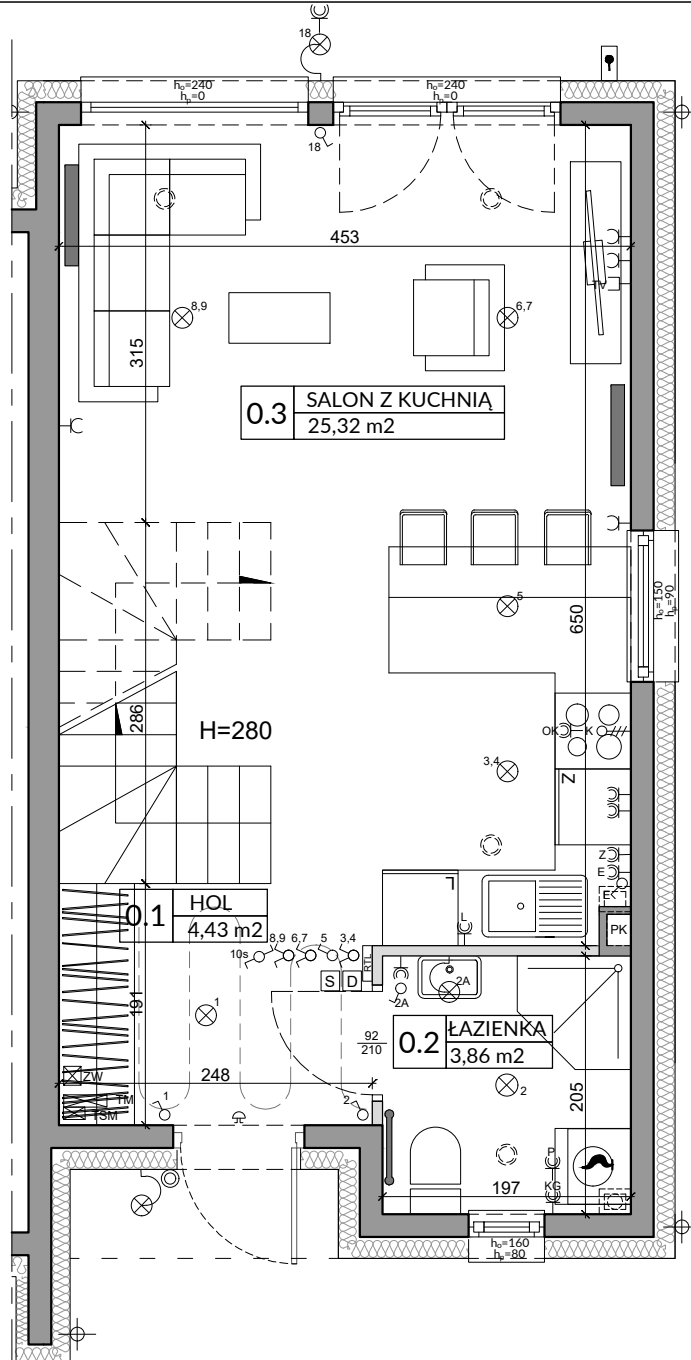 18
hₒ=240
hₚ=0
hₒ=240
hₚ=0
18
453
TV
8,9
6,7
315
0.3 SALON Z KUCHNIĄ
25,32 m2
hₒ=150
hₚ=90
5
650
286
H=280
OK K
3,4
Z
Z
E
E
0.1 HOL
4,43 m2
L
PK
10s 8,9 6,7 5 3,4
RTL
S D
2A
2A
191
1
92
210
0.2 ŁAZIENKA
3,86 m2
248
ZW
TM
TSM
1
2
2
205
P
KG
197
hₒ=160
hₚ=80